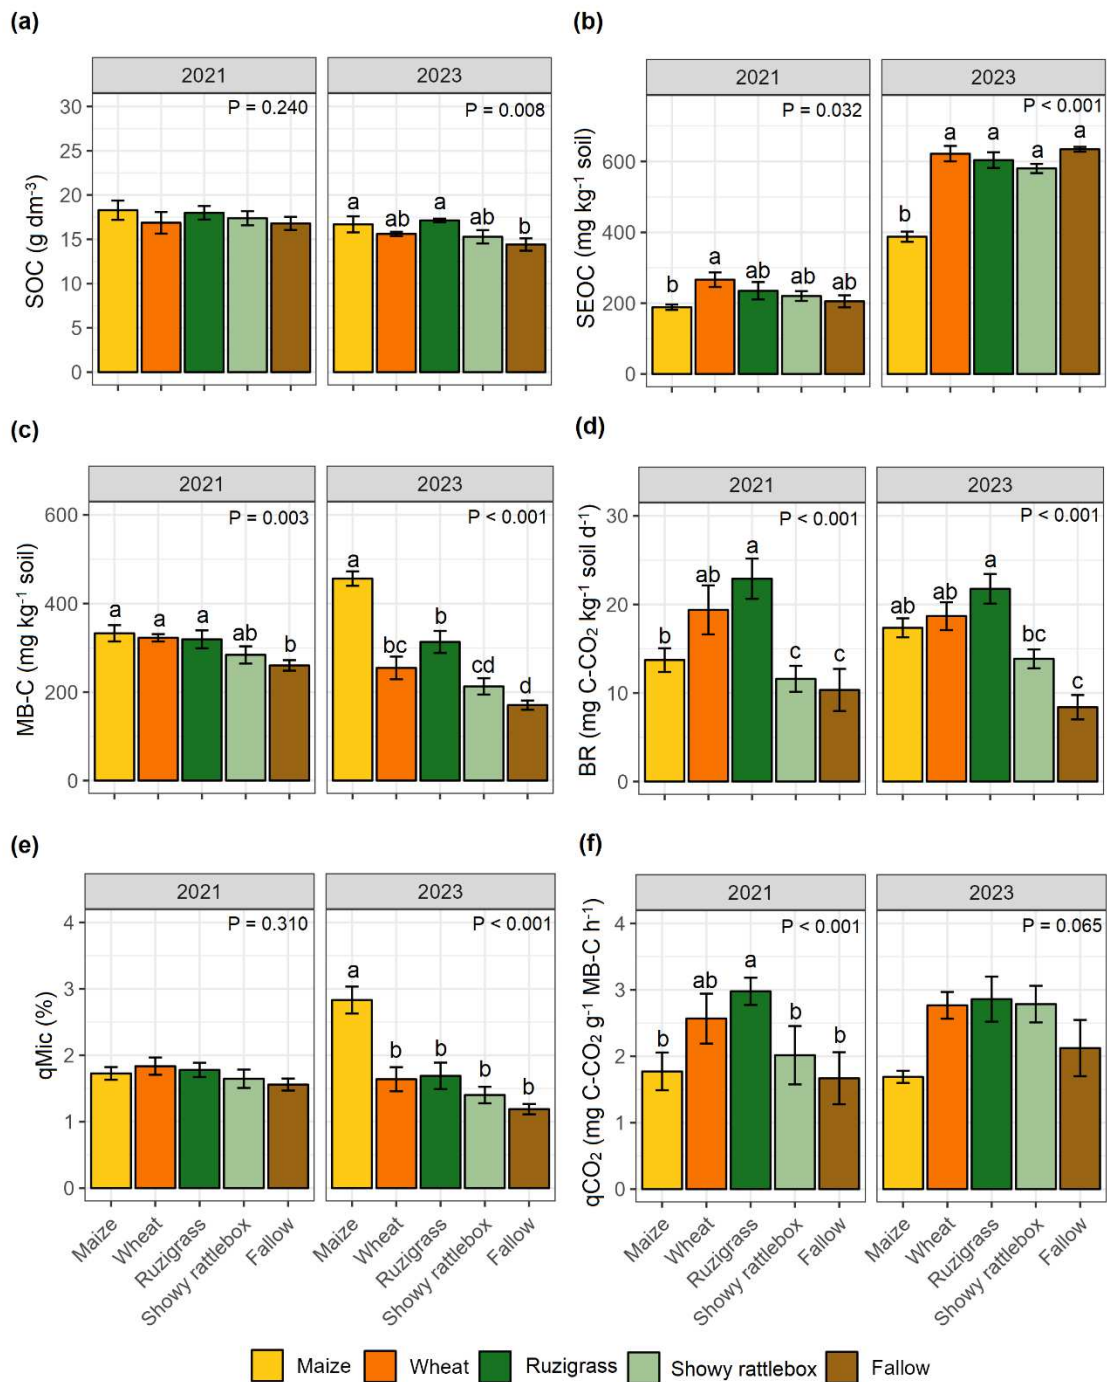 (a)
(b)
2021
2023
2021
2023
P = 0.240
P = 0.008
P = 0.032
P < 0.001
SOC (g dm⁻³)
30
25
20
15
10
5
0
a
ab
a
ab
b
SEOC (mg kg⁻¹ soil)
600
400
200
0
b
a
ab
ab
ab
b
a
a
a
a
(c)
(d)
2021
2023
2021
2023
P = 0.003
P < 0.001
P < 0.001
P < 0.001
MB-C (mg kg⁻¹ soil)
600
400
200
0
a
a
a
ab
b
a
bc
b
cd
d
BR (mg C-CO₂ kg⁻¹ soil d⁻¹)
30
20
10
0
b
ab
a
c
c
ab
ab
a
bc
c
(e)
(f)
2021
2023
2021
2023
P = 0.310
P < 0.001
P < 0.001
P = 0.065
qMic (%)
4
3
2
1
0
a
b
b
b
b
qCO₂ (mg C-CO₂ g⁻¹ MB-C h⁻¹)
4
3
2
1
0
b
ab
a
b
b
Maize
Wheat
Ruzigrass
Showy rattlebox
Fallow
Maize
Wheat
Ruzigrass
Showy rattlebox
Fallow
Maize
Wheat
Ruzigrass
Showy rattlebox
Fallow
Maize
Wheat
Ruzigrass
Showy rattlebox
Fallow
Maize
Wheat
Ruzigrass
Showy rattlebox
Fallow